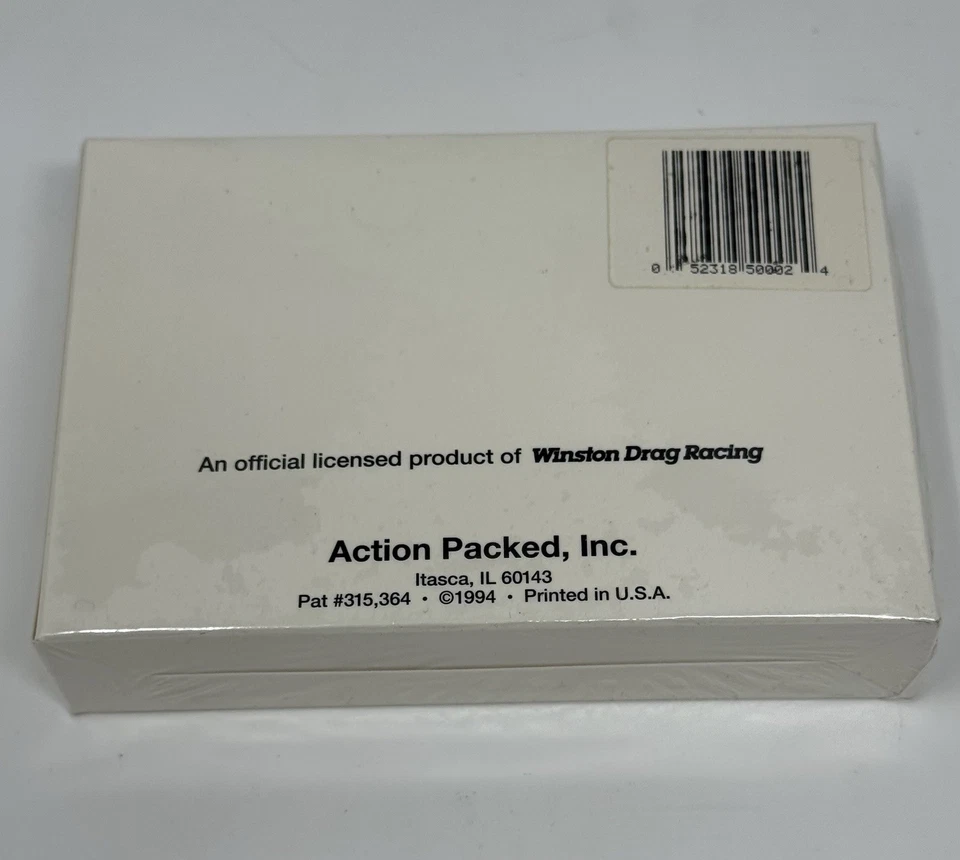 0 52318 50002 4
An official licensed product of Winston Drag Racing
Action Packed, Inc.
Itasca, IL 60143
Pat #315,364 • ©1994 • Printed in U.S.A.